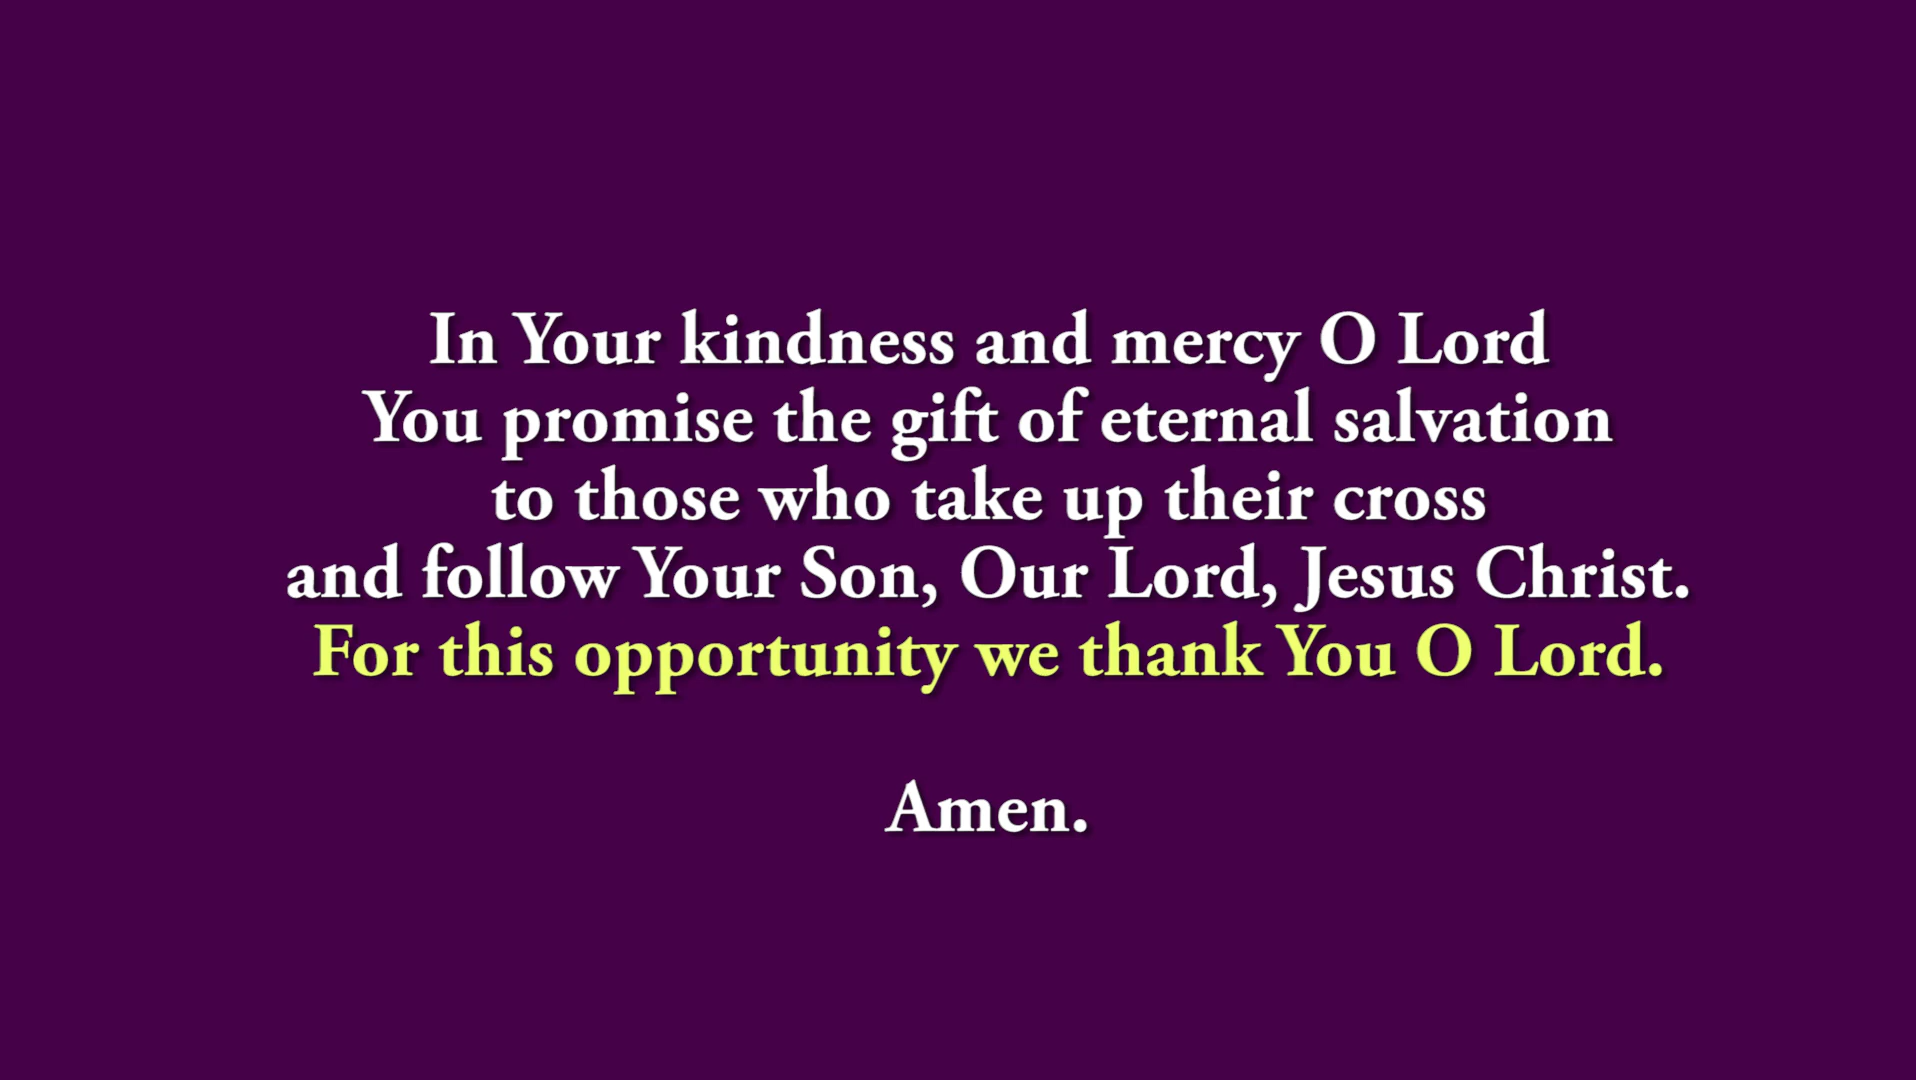 In Your kindness and mercy O Lord
You promise the gift of eternal salvation
to those who take up their cross
and follow Your Son, Our Lord, Jesus Christ.
For this opportunity we thank You O Lord.
Amen.